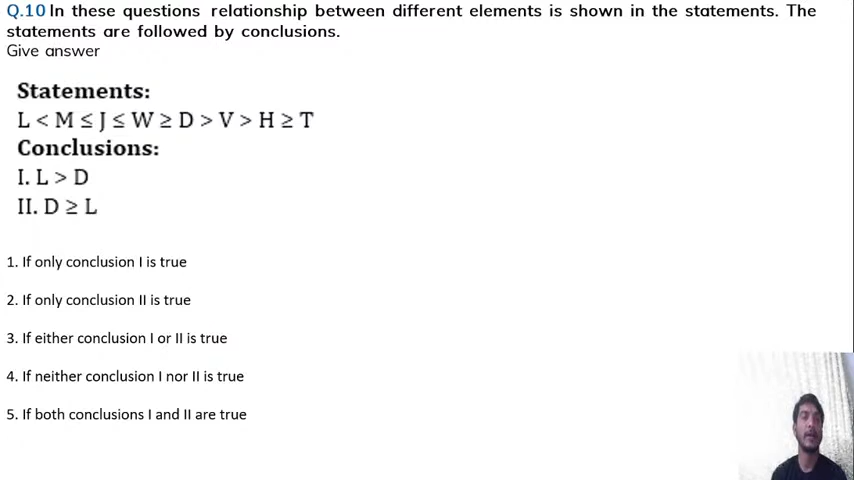 Q.10 In these questions relationship between different elements is shown in the statements. The
statements are followed by conclusions.
Give answer
Statements:
L < M ≤ J ≤ W ≥ D > V > H ≥ T
Conclusions:
I. L > D
II. D ≥ L
1. If only conclusion I is true
2. If only conclusion II is true
3. If either conclusion I or II is true
4. If neither conclusion I nor II is true
5. If both conclusions I and II are true